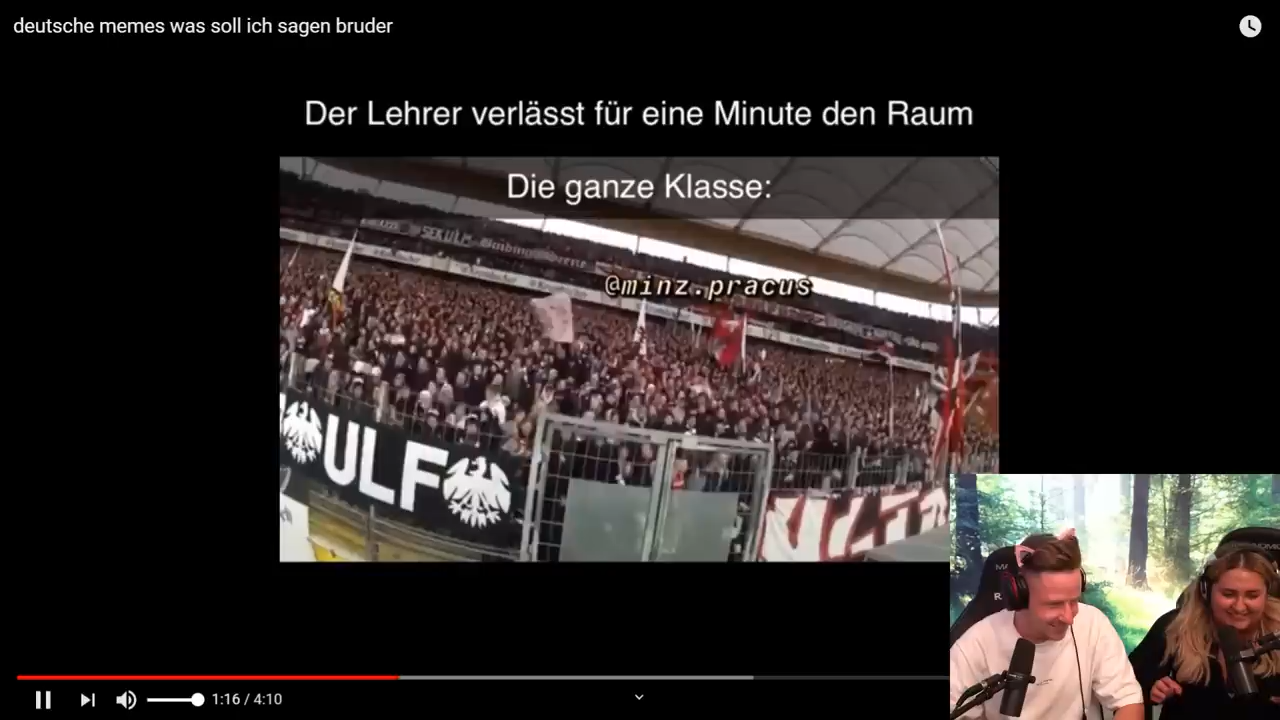 deutsche memes was soll ich sagen bruder
Der Lehrer verlässt für eine Minute den Raum
Die ganze Klasse:
@minz.pracus
ULF
1:16 / 4:10